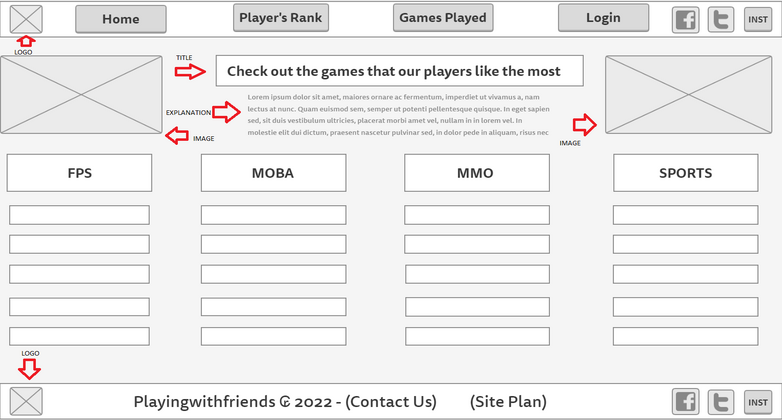 Home
Player's Rank
Games Played
Login
INST
LOGO
TITLE
Check out the games that our players like the most
EXPLANATION
Lorem ipsum dolor sit amet, maiores ornare ac fermentum, imperdiet ut vivamus a, nam
lectus at nunc. Quam euismod sem, semper ut potenti pellentesque quisque. In eget sapien
sed, sit duis vestibulum ultricies, placerat morbi amet vel, nullam in in lorem vel. In
molestie elit dui dictum, praesent nascetur pulvinar sed, in dolor pede in aliquam, risus nec
IMAGE
IMAGE
FPS
MOBA
MMO
SPORTS
LOGO
Playingwithfriends © 2022 - (Contact Us)
(Site Plan)
INST